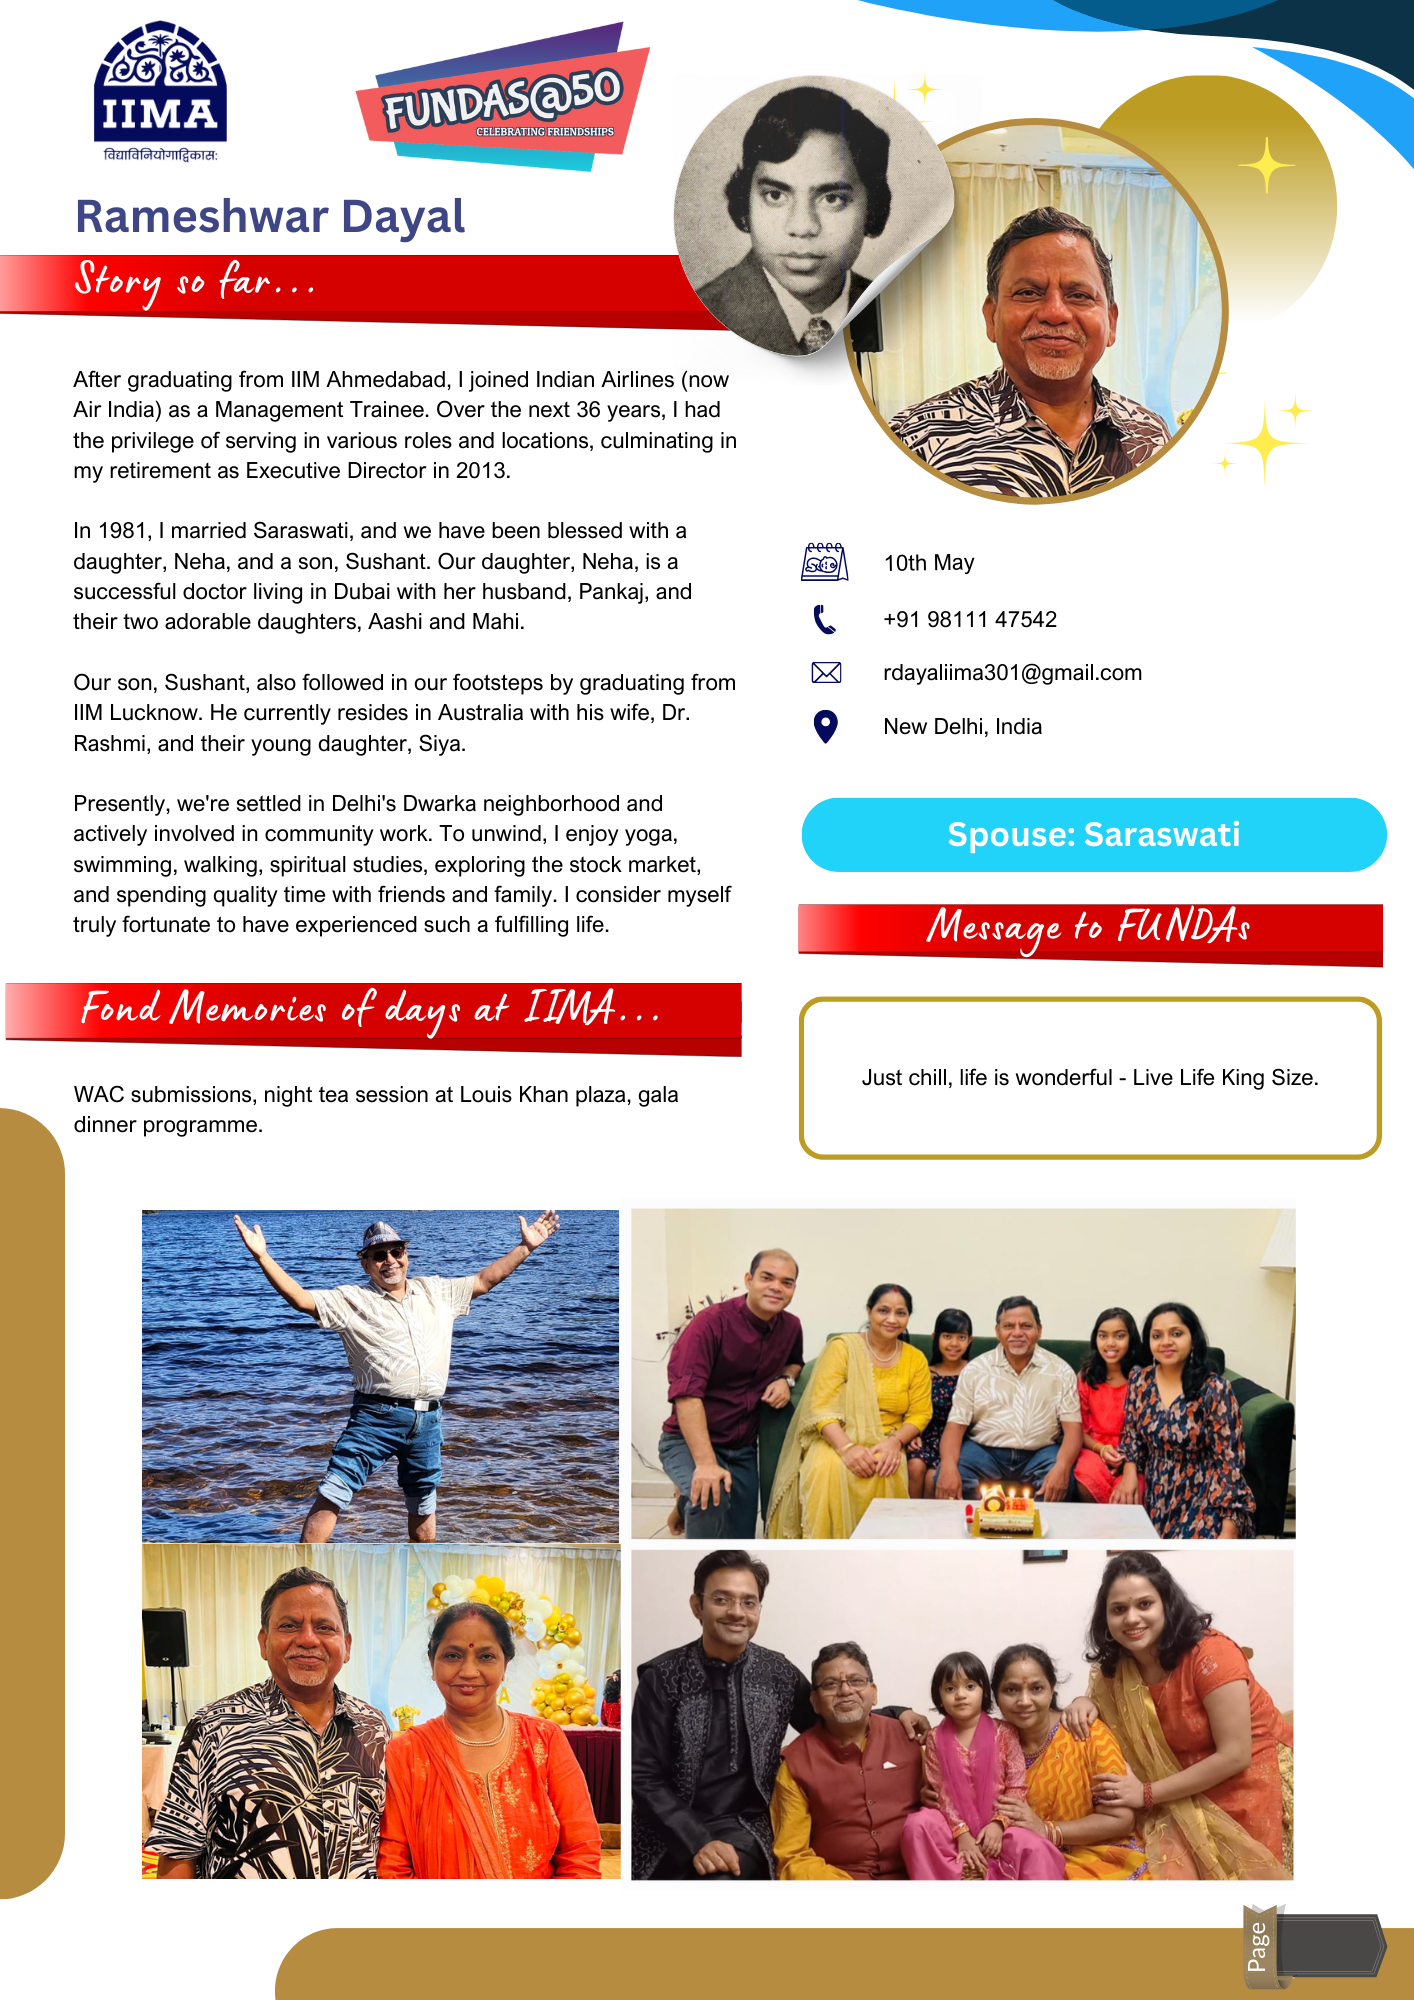 IIMA
विद्याविनियोगाद्विकास:
FUNDAS@50
CELEBRATING FRIENDSHIPS
Rameshwar Dayal
Story so far...
After graduating from IIM Ahmedabad, I joined Indian Airlines (now
Air India) as a Management Trainee. Over the next 36 years, I had
the privilege of serving in various roles and locations, culminating in
my retirement as Executive Director in 2013.
In 1981, I married Saraswati, and we have been blessed with a
daughter, Neha, and a son, Sushant. Our daughter, Neha, is a
successful doctor living in Dubai with her husband, Pankaj, and
their two adorable daughters, Aashi and Mahi.
Our son, Sushant, also followed in our footsteps by graduating from
IIM Lucknow. He currently resides in Australia with his wife, Dr.
Rashmi, and their young daughter, Siya.
Presently, we're settled in Delhi's Dwarka neighborhood and
actively involved in community work. To unwind, I enjoy yoga,
swimming, walking, spiritual studies, exploring the stock market,
and spending quality time with friends and family. I consider myself
truly fortunate to have experienced such a fulfilling life.
Fond Memories of days at IIMA...
WAC submissions, night tea session at Louis Khan plaza, gala
dinner programme.
10th May
+91 98111 47542
rdayaliima301@gmail.com
New Delhi, India
Spouse: Saraswati
Message to FUNDAs
Just chill, life is wonderful - Live Life King Size.
A
Page